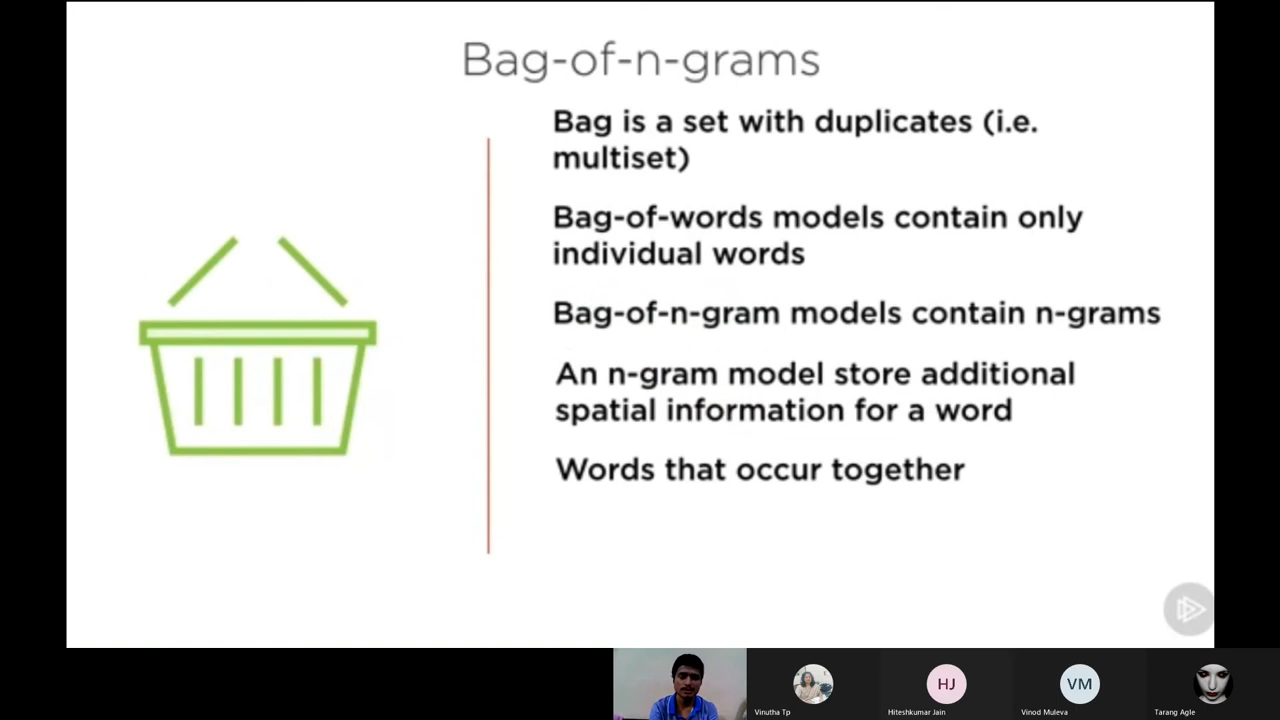 Bag-of-n-grams
Bag is a set with duplicates (i.e.
multiset)
Bag-of-words models contain only
individual words
Bag-of-n-gram models contain n-grams
An n-gram model store additional
spatial information for a word
Words that occur together
HJ
VM
Vinutha Tp
Hiteshkumar Jain
Vinod Muleva
Tarang Agle